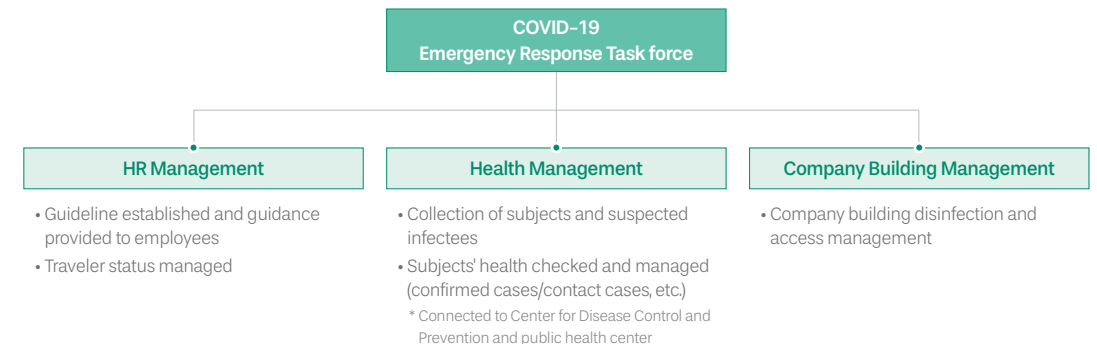 COVID-19
Emergency Response Task force
HR Management
• Guideline established and guidance
provided to employees
• Traveler status managed
Health Management
• Collection of subjects and suspected
infectees
• Subjects' health checked and managed
(confirmed cases/contact cases, etc.)
* Connected to Center for Disease Control and
Prevention and public health center
Company Building Management
• Company building disinfection and
access management